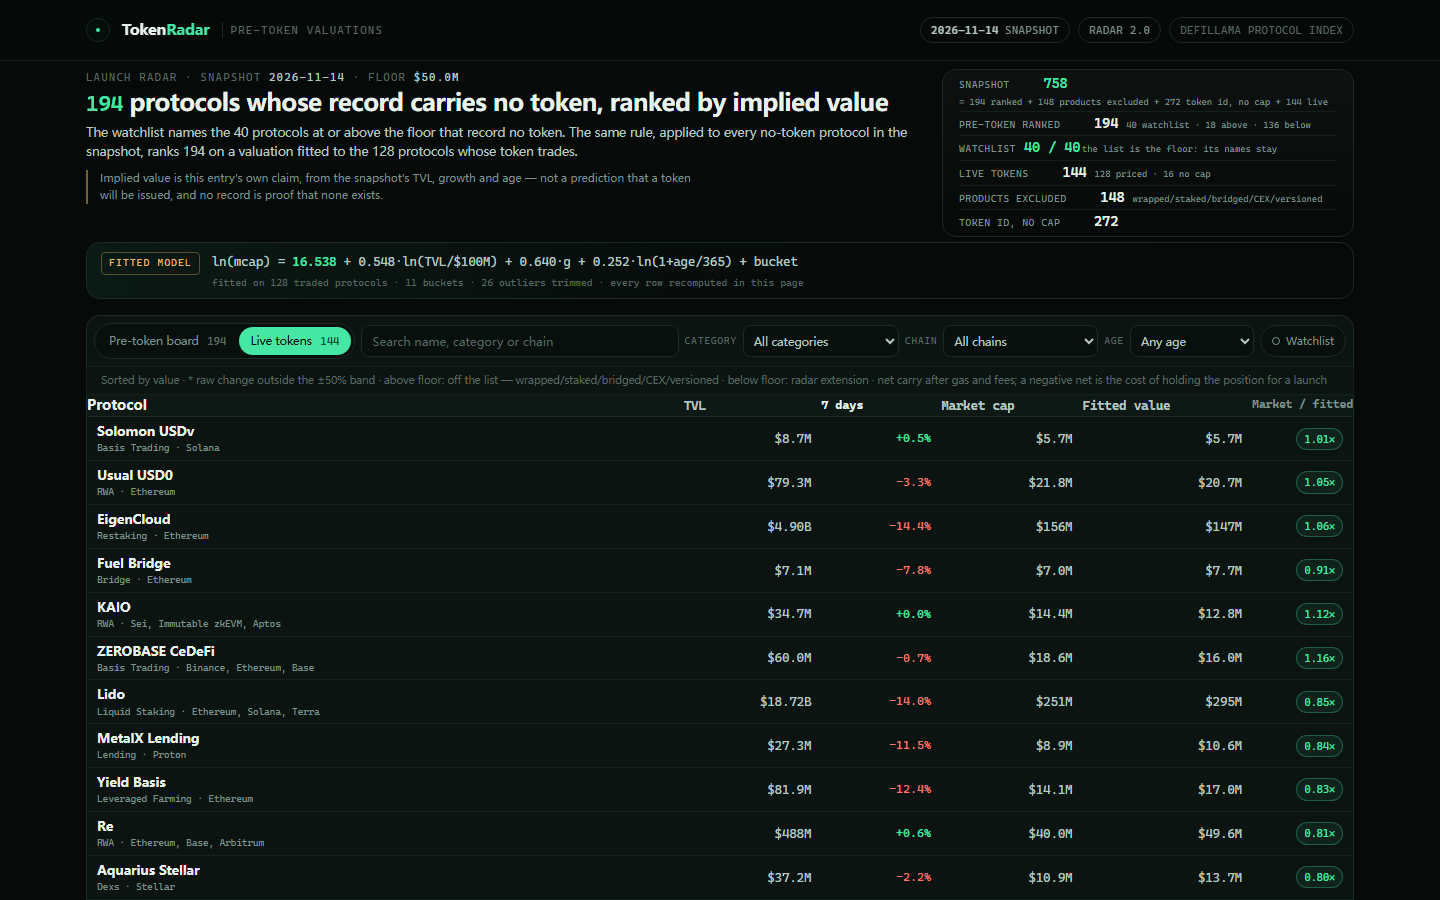 TokenRadar PRE-TOKEN VALUATIONS 2026-11-14 SNAPSHOT RADAR 2.0 DEFILLAMA PROTOCOL INDEX
LAUNCH RADAR · SNAPSHOT 2026-11-14 · FLOOR $50.0M
194 protocols whose record carries no token, ranked by implied value
The watchlist names the 40 protocols at or above the floor that record no token. The same rule, applied to every no-token protocol in the
snapshot, ranks 194 on a valuation fitted to the 128 protocols whose token trades.
Implied value is this entry's own claim, from the snapshot's TVL, growth and age — not a prediction that a token
will be issued, and no record is proof that none exists.
SNAPSHOT 758
= 194 ranked + 148 products excluded + 272 token id, no cap + 144 live
PRE-TOKEN RANKED 194 40 watchlist · 18 above · 136 below
WATCHLIST 40 / 40 the list is the floor: its names stay
LIVE TOKENS 144 128 priced · 16 no cap
PRODUCTS EXCLUDED 148 wrapped/staked/bridged/CEX/versioned
TOKEN ID, NO CAP 272
FITTED MODEL ln(mcap) = 16.538 + 0.548·ln(TVL/$100M) + 0.640·g + 0.252·ln(1+age/365) + bucket
fitted on 128 traded protocols · 11 buckets · 26 outliers trimmed · every row recomputed in this page
Pre-token board 194 Live tokens 144 Search name, category or chain CATEGORY All categories CHAIN All chains AGE Any age Watchlist
Sorted by value · * raw change outside the ±50% band · above floor: off the list — wrapped/staked/bridged/CEX/versioned · below floor: radar extension · net carry after gas and fees; a negative net is the cost of holding the position for a launch
Protocol TVL 7 days Market cap Fitted value Market / fitted
Solomon USDv $8.7M +0.5% $5.7M $5.7M 1.01×
Basis Trading · Solana
Usual USD0 $79.3M −3.3% $21.8M $20.7M 1.05×
RWA · Ethereum
EigenCloud $4.90B −14.4% $156M $147M 1.06×
Restaking · Ethereum
Fuel Bridge $7.1M −7.8% $7.0M $7.7M 0.91×
Bridge · Ethereum
KAIO $34.7M +0.0% $14.4M $12.8M 1.12×
RWA · Sei, Immutable zkEVM, Aptos
ZEROBASE CeDeFi $60.0M −0.7% $18.6M $16.0M 1.16×
Basis Trading · Binance, Ethereum, Base
Lido $18.72B −14.0% $251M $295M 0.85×
Liquid Staking · Ethereum, Solana, Terra
MetalX Lending $27.3M −11.5% $8.9M $10.6M 0.84×
Lending · Proton
Yield Basis $81.9M −12.4% $14.1M $17.0M 0.83×
Leveraged Farming · Ethereum
Re $488M +0.6% $40.0M $49.6M 0.81×
RWA · Ethereum, Base, Arbitrum
Aquarius Stellar $37.2M −2.2% $10.9M $13.7M 0.80×
Dexs · Stellar